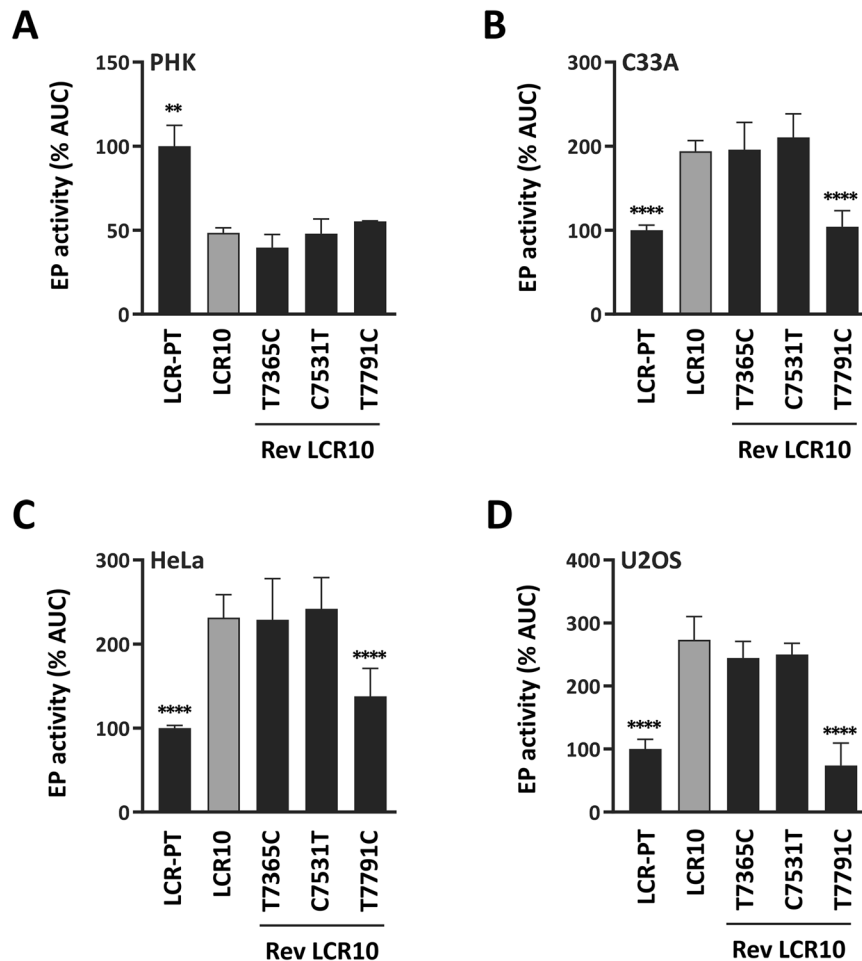 A
PHK
EP activity (% AUC)
150
100
50
0
**
LCR-PT
LCR10
T7365C
C7531T
T7791C
Rev LCR10
B
C33A
EP activity (% AUC)
300
200
100
0
****
****
LCR-PT
LCR10
T7365C
C7531T
T7791C
Rev LCR10
C
HeLa
EP activity (% AUC)
300
200
100
0
****
****
LCR-PT
LCR10
T7365C
C7531T
T7791C
Rev LCR10
D
U2OS
EP activity (% AUC)
400
300
200
100
0
****
****
LCR-PT
LCR10
T7365C
C7531T
T7791C
Rev LCR10